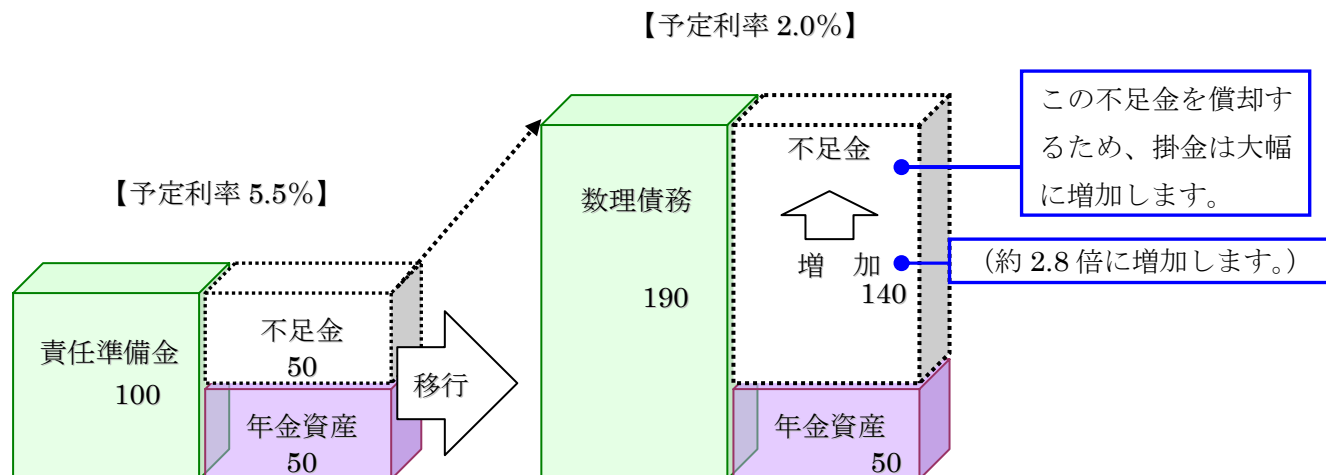 【予定利率 2.0%】
この不足金を償却す
るため、掛金は大幅
に増加します。
【予定利率 5.5%】
不足金
数理債務
増　加
(約 2.8 倍に増加します。)
190
140
不足金
50
責任準備金
100
移行
年金資産
50
年金資産
50